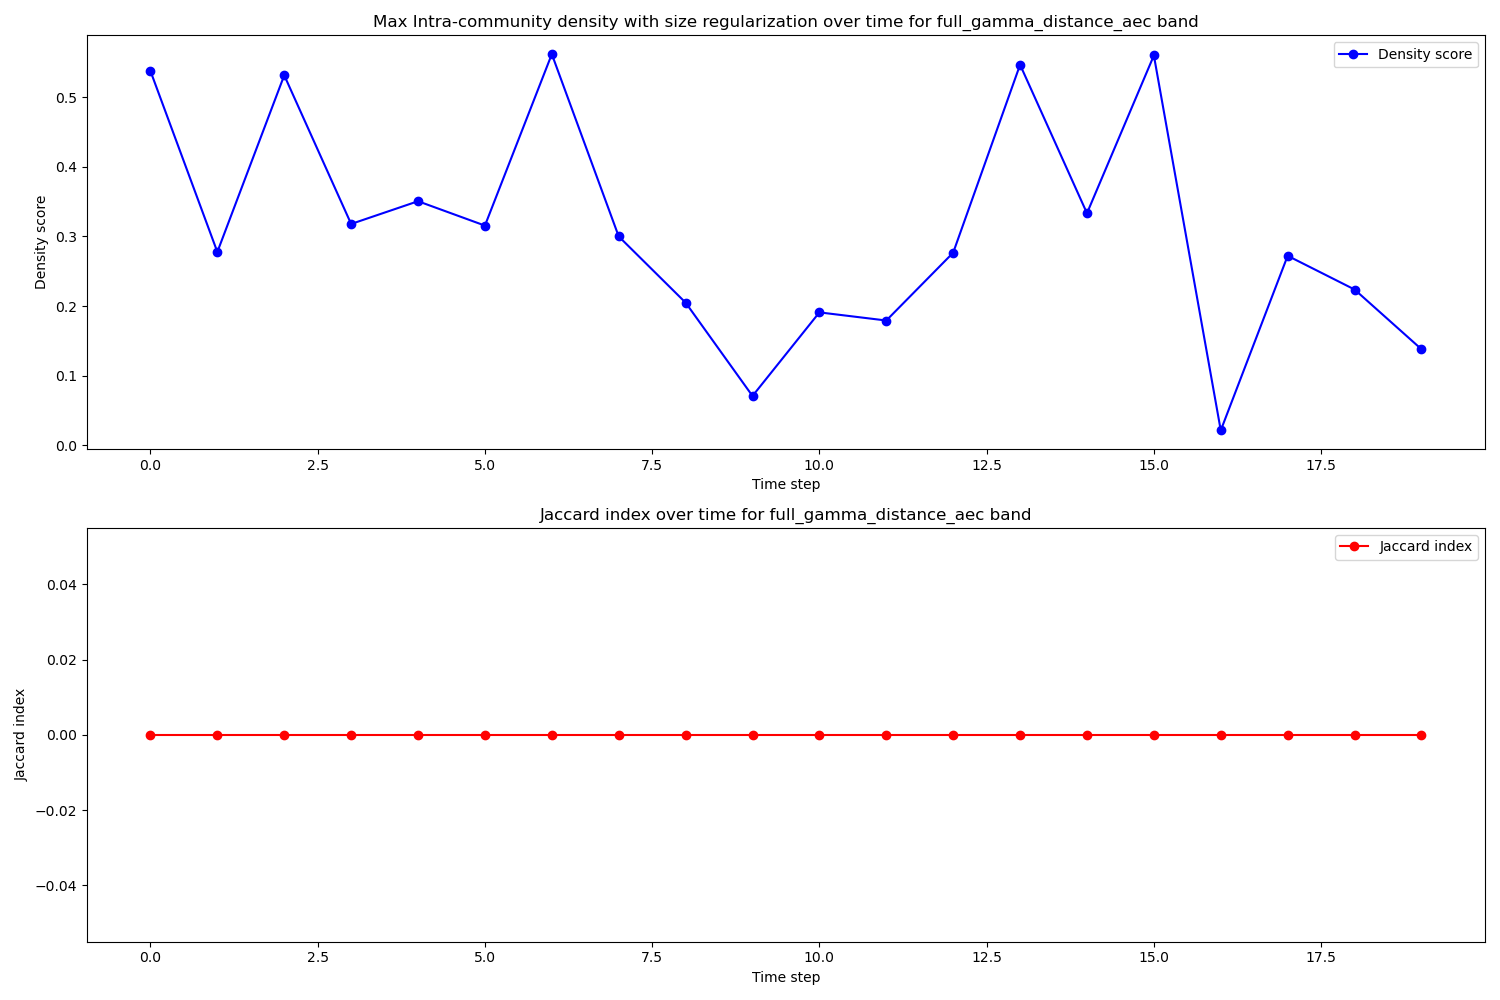 Max Intra-community density with size regularization over time for full_gamma_distance_aec band
Density score
0.5
0.4
0.3
0.2
0.1
0.0
Density score
0.0 2.5 5.0 7.5 10.0 12.5 15.0 17.5
Time step
Jaccard index over time for full_gamma_distance_aec band
Jaccard index
0.04
0.02
0.00
−0.02
−0.04
Jaccard index
0.0 2.5 5.0 7.5 10.0 12.5 15.0 17.5
Time step